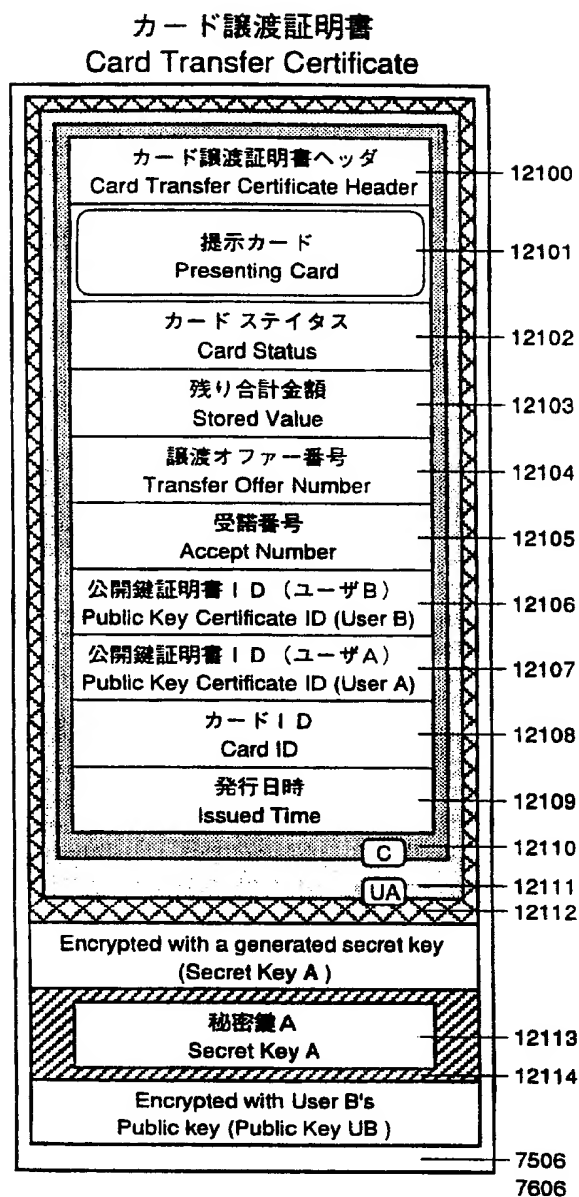 カード譲渡証明書
Card Transfer Certificate
カード譲渡証明書ヘッダ
Card Transfer Certificate Header
12100
提示カード
Presenting Card
12101
カード ステイタス
Card Status
12102
残り合計金額
Stored Value
12103
譲渡オファー番号
Transfer Offer Number
12104
受諾番号
Accept Number
12105
公開鍵証明書ＩＤ（ユーザＢ）
Public Key Certificate ID (User B)
12106
公開鍵証明書ＩＤ（ユーザＡ）
Public Key Certificate ID (User A)
12107
カードＩＤ
Card ID
12108
発行日時
Issued Time
12109
C
12110
UA
12111
12112
Encrypted with a generated secret key
(Secret Key A )
秘密鍵A
Secret Key A
12113
12114
Encrypted with User B's
Public key (Public Key UB )
7506
7606